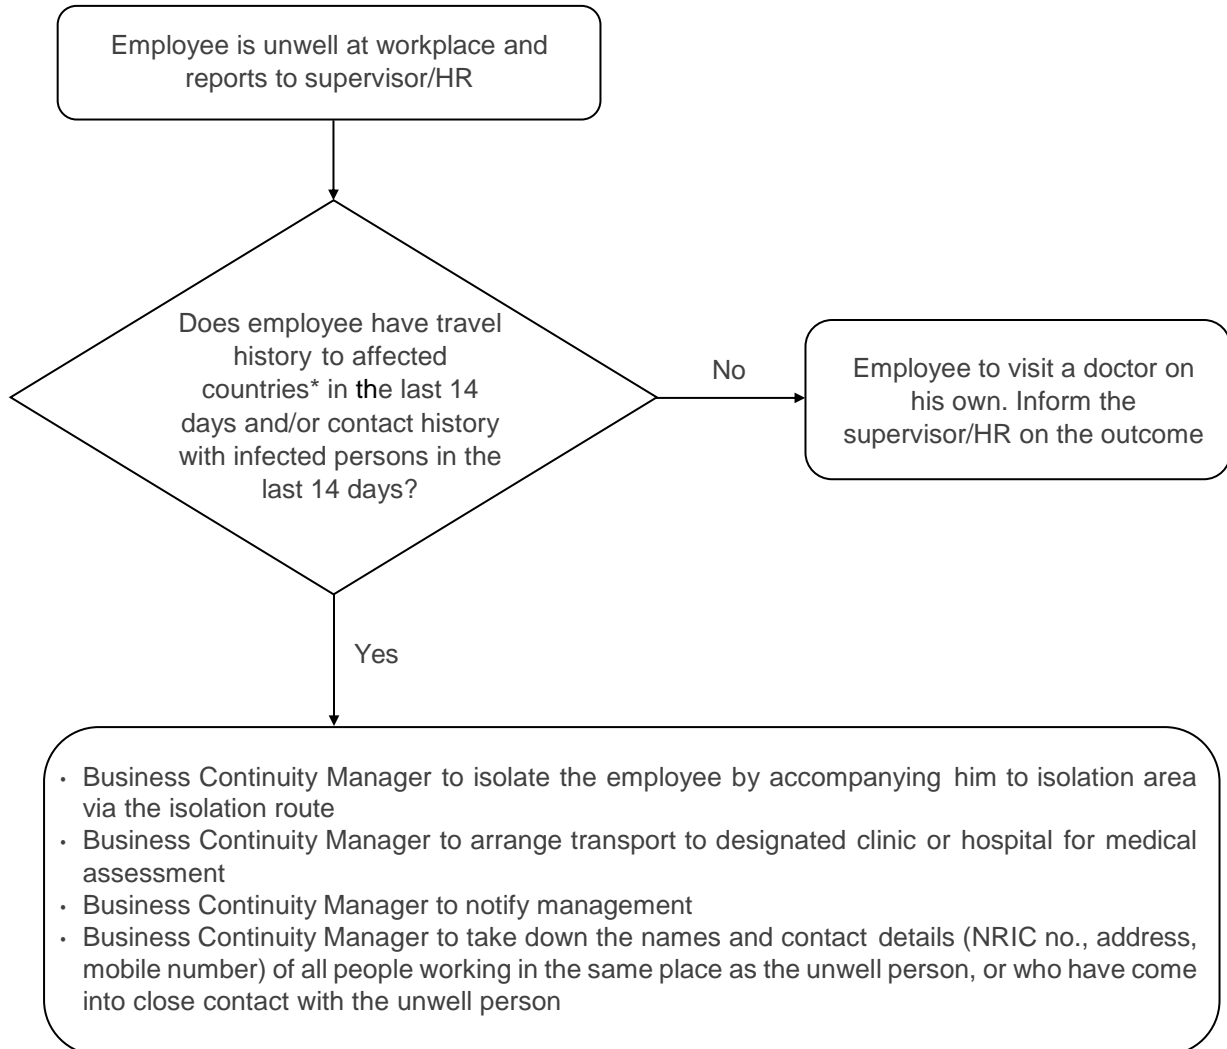 Employee is unwell at workplace and
reports to supervisor/HR
Does employee have travel
history to affected
countries* in the last 14
days and/or contact history
with infected persons in the
last 14 days?
No
Employee to visit a doctor on
his own. Inform the
supervisor/HR on the outcome
Yes
• Business Continuity Manager to isolate the employee by accompanying him to isolation area
via the isolation route
• Business Continuity Manager to arrange transport to designated clinic or hospital for medical
assessment
• Business Continuity Manager to notify management
• Business Continuity Manager to take down the names and contact details (NRIC no., address,
mobile number) of all people working in the same place as the unwell person, or who have come
into close contact with the unwell person